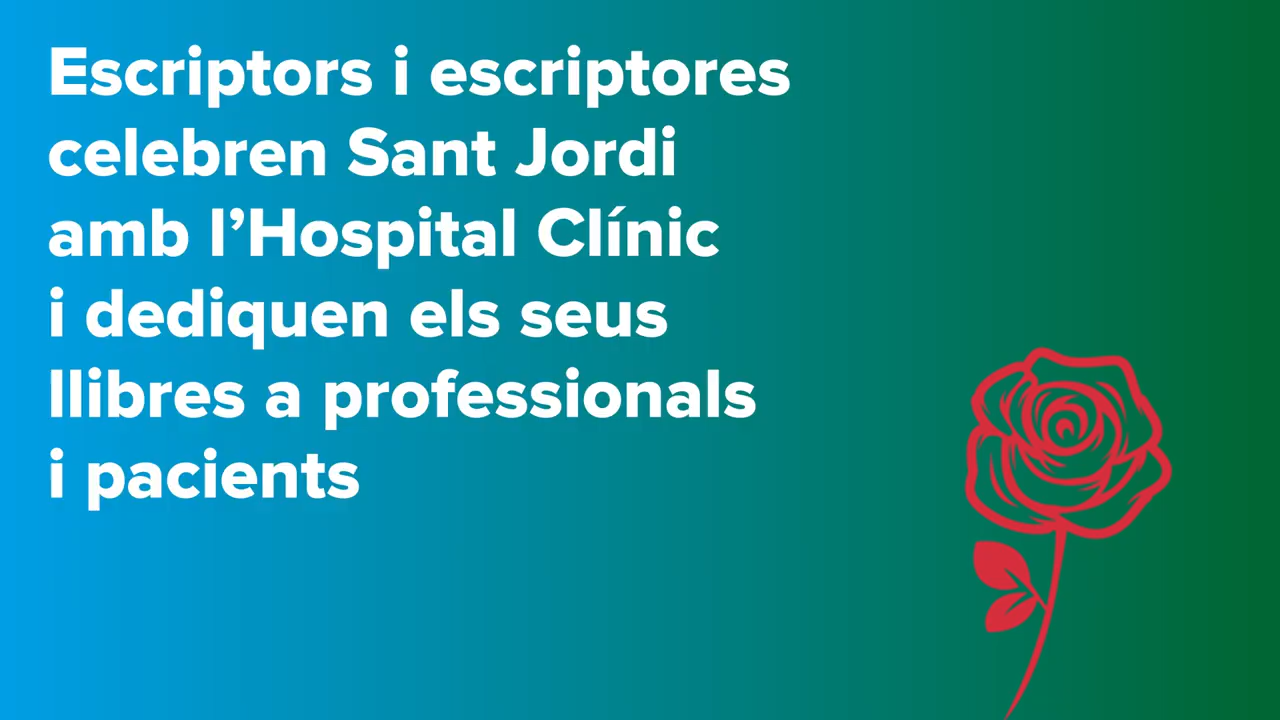 Escriptors i escriptores
celebren Sant Jordi
amb l’Hospital Clínic
i dediquen els seus
llibres a professionals
i pacients